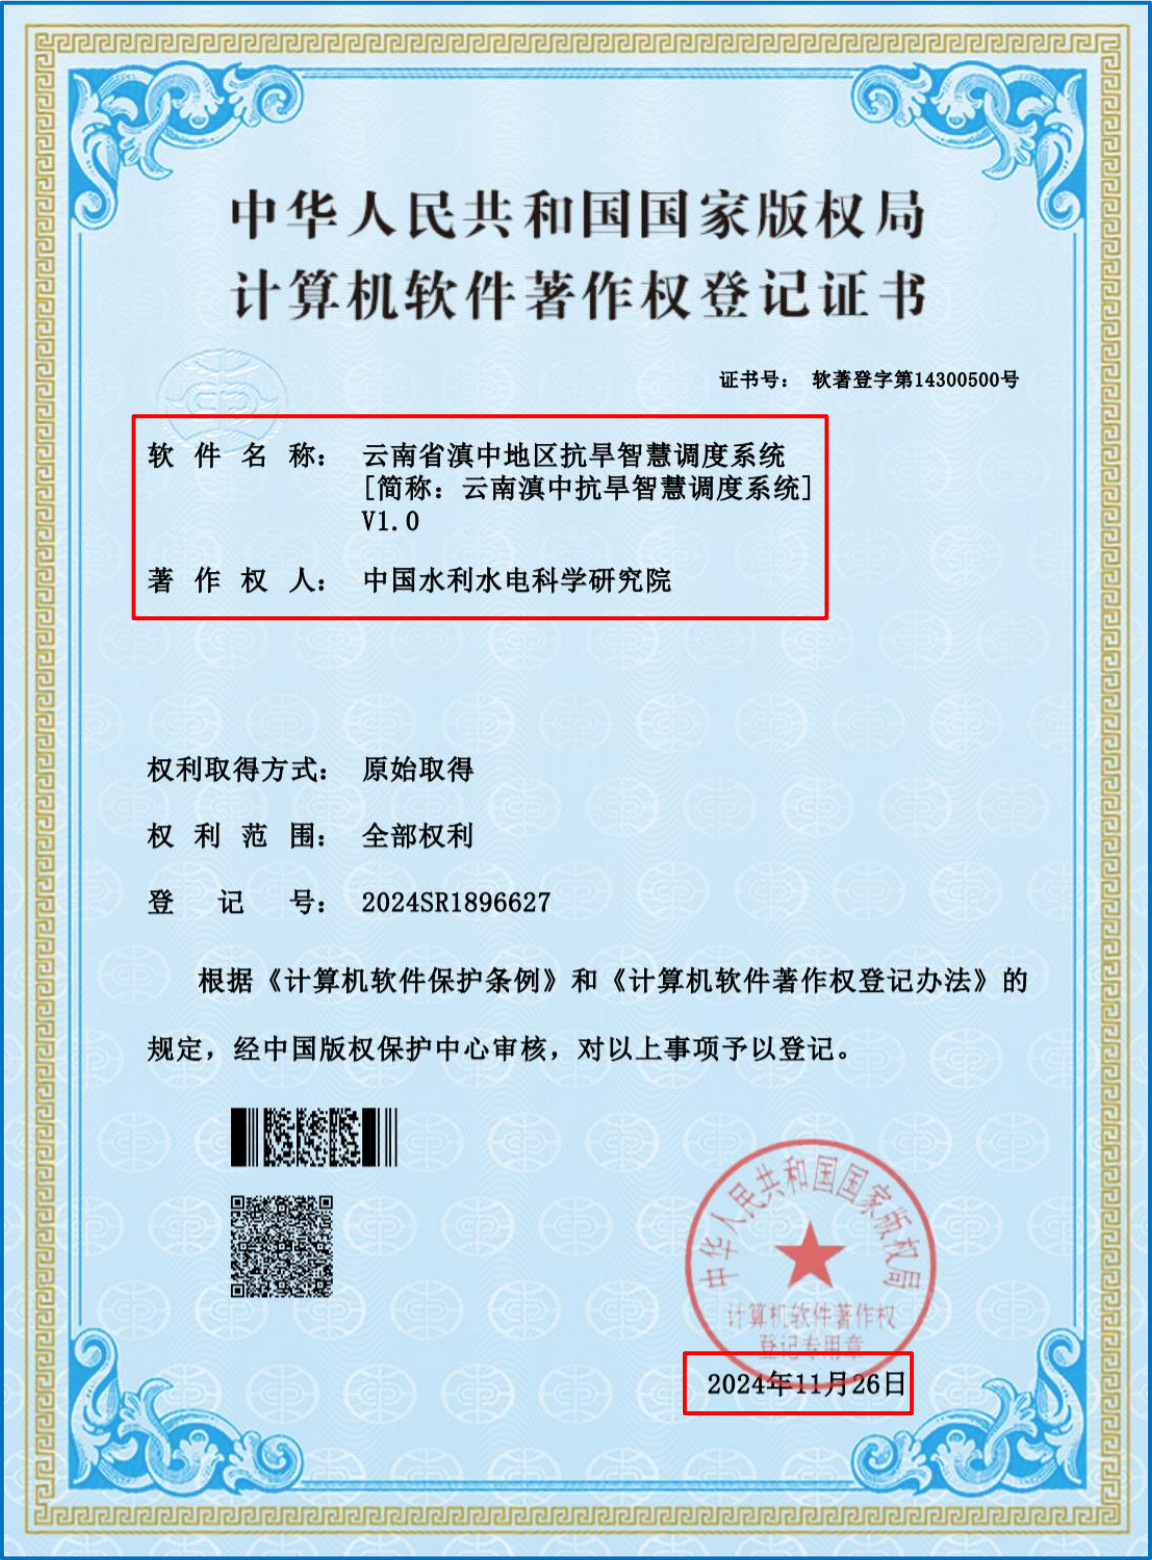 中华人民共和国国家版权局
计算机软件著作权登记证书
证书号： 软著登字第14300500号
软件名称： 云南省滇中地区抗旱智慧调度系统
[简称：云南滇中抗旱智慧调度系统]
V1.0
著作权人： 中国水利水电科学研究院
权利取得方式： 原始取得
权利范围： 全部权利
登记号： 2024SR1896627
根据《计算机软件保护条例》和《计算机软件著作权登记办法》的
规定，经中国版权保护中心审核，对以上事项予以登记。
中华人民共和国国家版权局
计算机软件著作权
登记专用章
2024年11月26日